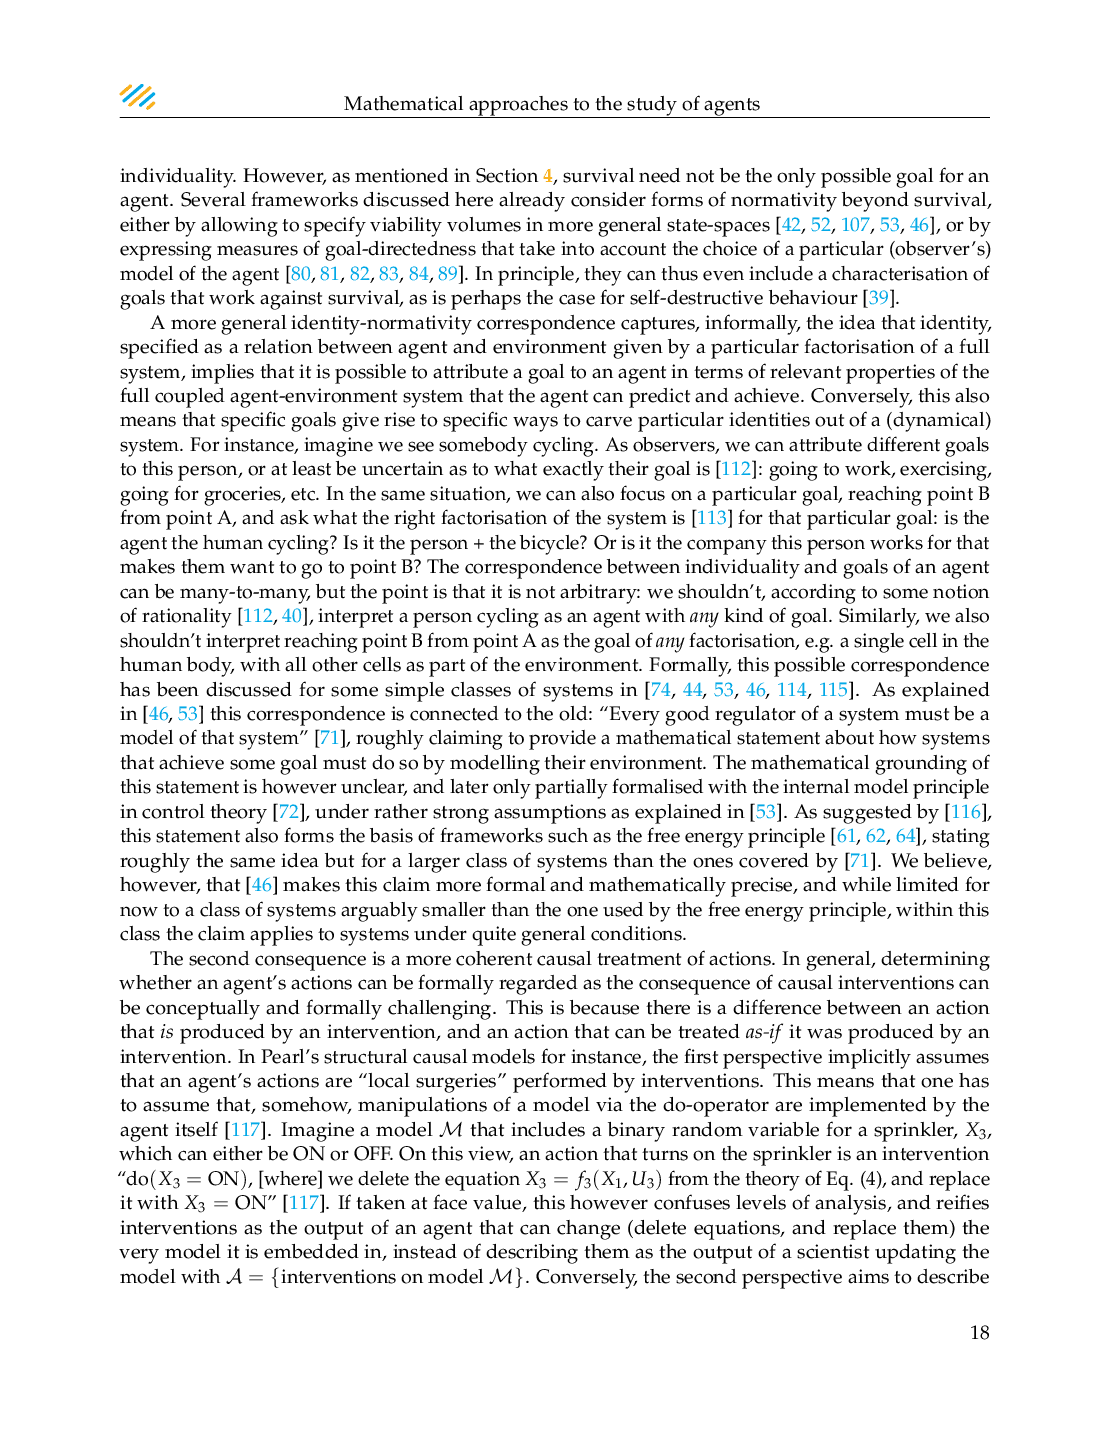 Mathematical approaches to the study of agents
individuality. However, as mentioned in Section 4, survival need not be the only possible goal for an
agent. Several frameworks discussed here already consider forms of normativity beyond survival,
either by allowing to specify viability volumes in more general state-spaces [42, 52, 107, 53, 46], or by
expressing measures of goal-directedness that take into account the choice of a particular (observer’s)
model of the agent [80, 81, 82, 83, 84, 89]. In principle, they can thus even include a characterisation of
goals that work against survival, as is perhaps the case for self-destructive behaviour [39].
A more general identity-normativity correspondence captures, informally, the idea that identity,
specified as a relation between agent and environment given by a particular factorisation of a full
system, implies that it is possible to attribute a goal to an agent in terms of relevant properties of the
full coupled agent-environment system that the agent can predict and achieve. Conversely, this also
means that specific goals give rise to specific ways to carve particular identities out of a (dynamical)
system. For instance, imagine we see somebody cycling. As observers, we can attribute different goals
to this person, or at least be uncertain as to what exactly their goal is [112]: going to work, exercising,
going for groceries, etc. In the same situation, we can also focus on a particular goal, reaching point B
from point A, and ask what the right factorisation of the system is [113] for that particular goal: is the
agent the human cycling? Is it the person + the bicycle? Or is it the company this person works for that
makes them want to go to point B? The correspondence between individuality and goals of an agent
can be many-to-many, but the point is that it is not arbitrary: we shouldn’t, according to some notion
of rationality [112, 40], interpret a person cycling as an agent with any kind of goal. Similarly, we also
shouldn’t interpret reaching point B from point A as the goal of any factorisation, e.g. a single cell in the
human body, with all other cells as part of the environment. Formally, this possible correspondence
has been discussed for some simple classes of systems in [74, 44, 53, 46, 114, 115]. As explained
in [46, 53] this correspondence is connected to the old: “Every good regulator of a system must be a
model of that system” [71], roughly claiming to provide a mathematical statement about how systems
that achieve some goal must do so by modelling their environment. The mathematical grounding of
this statement is however unclear, and later only partially formalised with the internal model principle
in control theory [72], under rather strong assumptions as explained in [53]. As suggested by [116],
this statement also forms the basis of frameworks such as the free energy principle [61, 62, 64], stating
roughly the same idea but for a larger class of systems than the ones covered by [71]. We believe,
however, that [46] makes this claim more formal and mathematically precise, and while limited for
now to a class of systems arguably smaller than the one used by the free energy principle, within this
class the claim applies to systems under quite general conditions.
The second consequence is a more coherent causal treatment of actions. In general, determining
whether an agent’s actions can be formally regarded as the consequence of causal interventions can
be conceptually and formally challenging. This is because there is a difference between an action
that is produced by an intervention, and an action that can be treated as-if it was produced by an
intervention. In Pearl’s structural causal models for instance, the first perspective implicitly assumes
that an agent’s actions are “local surgeries” performed by interventions. This means that one has
to assume that, somehow, manipulations of a model via the do-operator are implemented by the
agent itself [117]. Imagine a model ℳ that includes a binary random variable for a sprinkler, X₃,
which can either be ON or OFF. On this view, an action that turns on the sprinkler is an intervention
“do(X₃ = ON), [where] we delete the equation X₃ = f₃(X₁, U₃) from the theory of Eq. (4), and replace
it with X₃ = ON” [117]. If taken at face value, this however confuses levels of analysis, and reifies
interventions as the output of an agent that can change (delete equations, and replace them) the
very model it is embedded in, instead of describing them as the output of a scientist updating the
model with 𝒜 = {interventions on model ℳ}. Conversely, the second perspective aims to describe
18